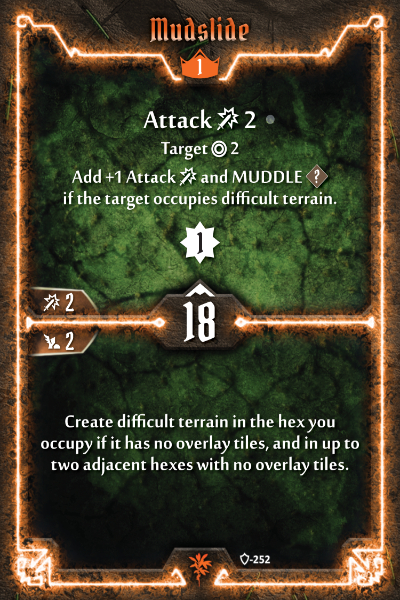 Mudslide
1
Attack 2
Target 2
Add +1 Attack and MUDDLE ?
if the target occupies difficult terrain.
1
2
18
2
Create difficult terrain in the hex you
occupy if it has no overlay tiles, and in up to
two adjacent hexes with no overlay tiles.
-252